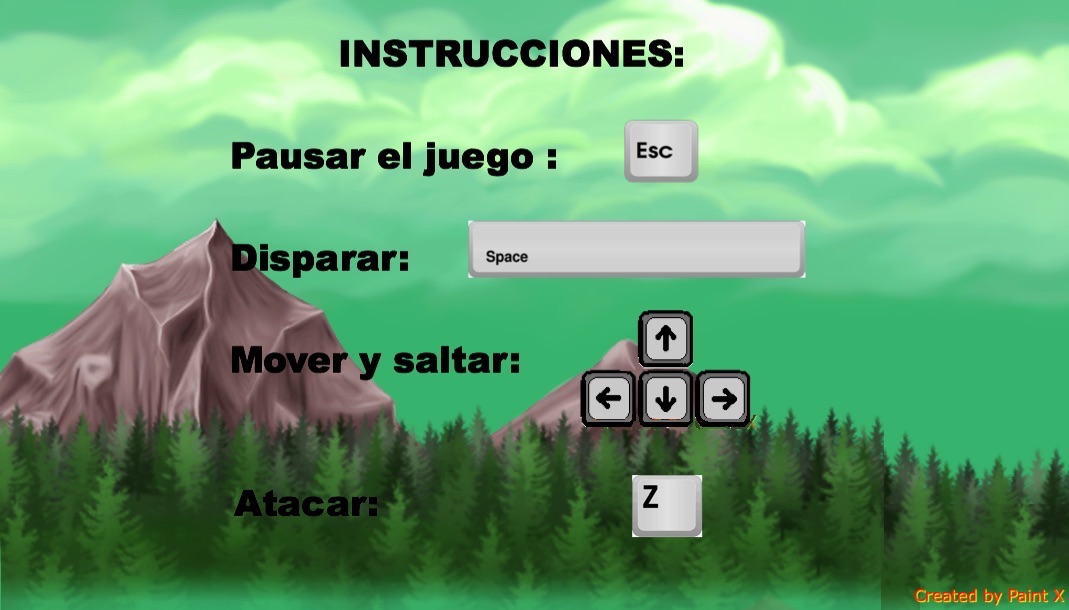 INSTRUCCIONES:
Pausar el juego : Esc
Disparar: Space
Mover y saltar: ↑
← ↓ →
Atacar: Z
Created by Paint X